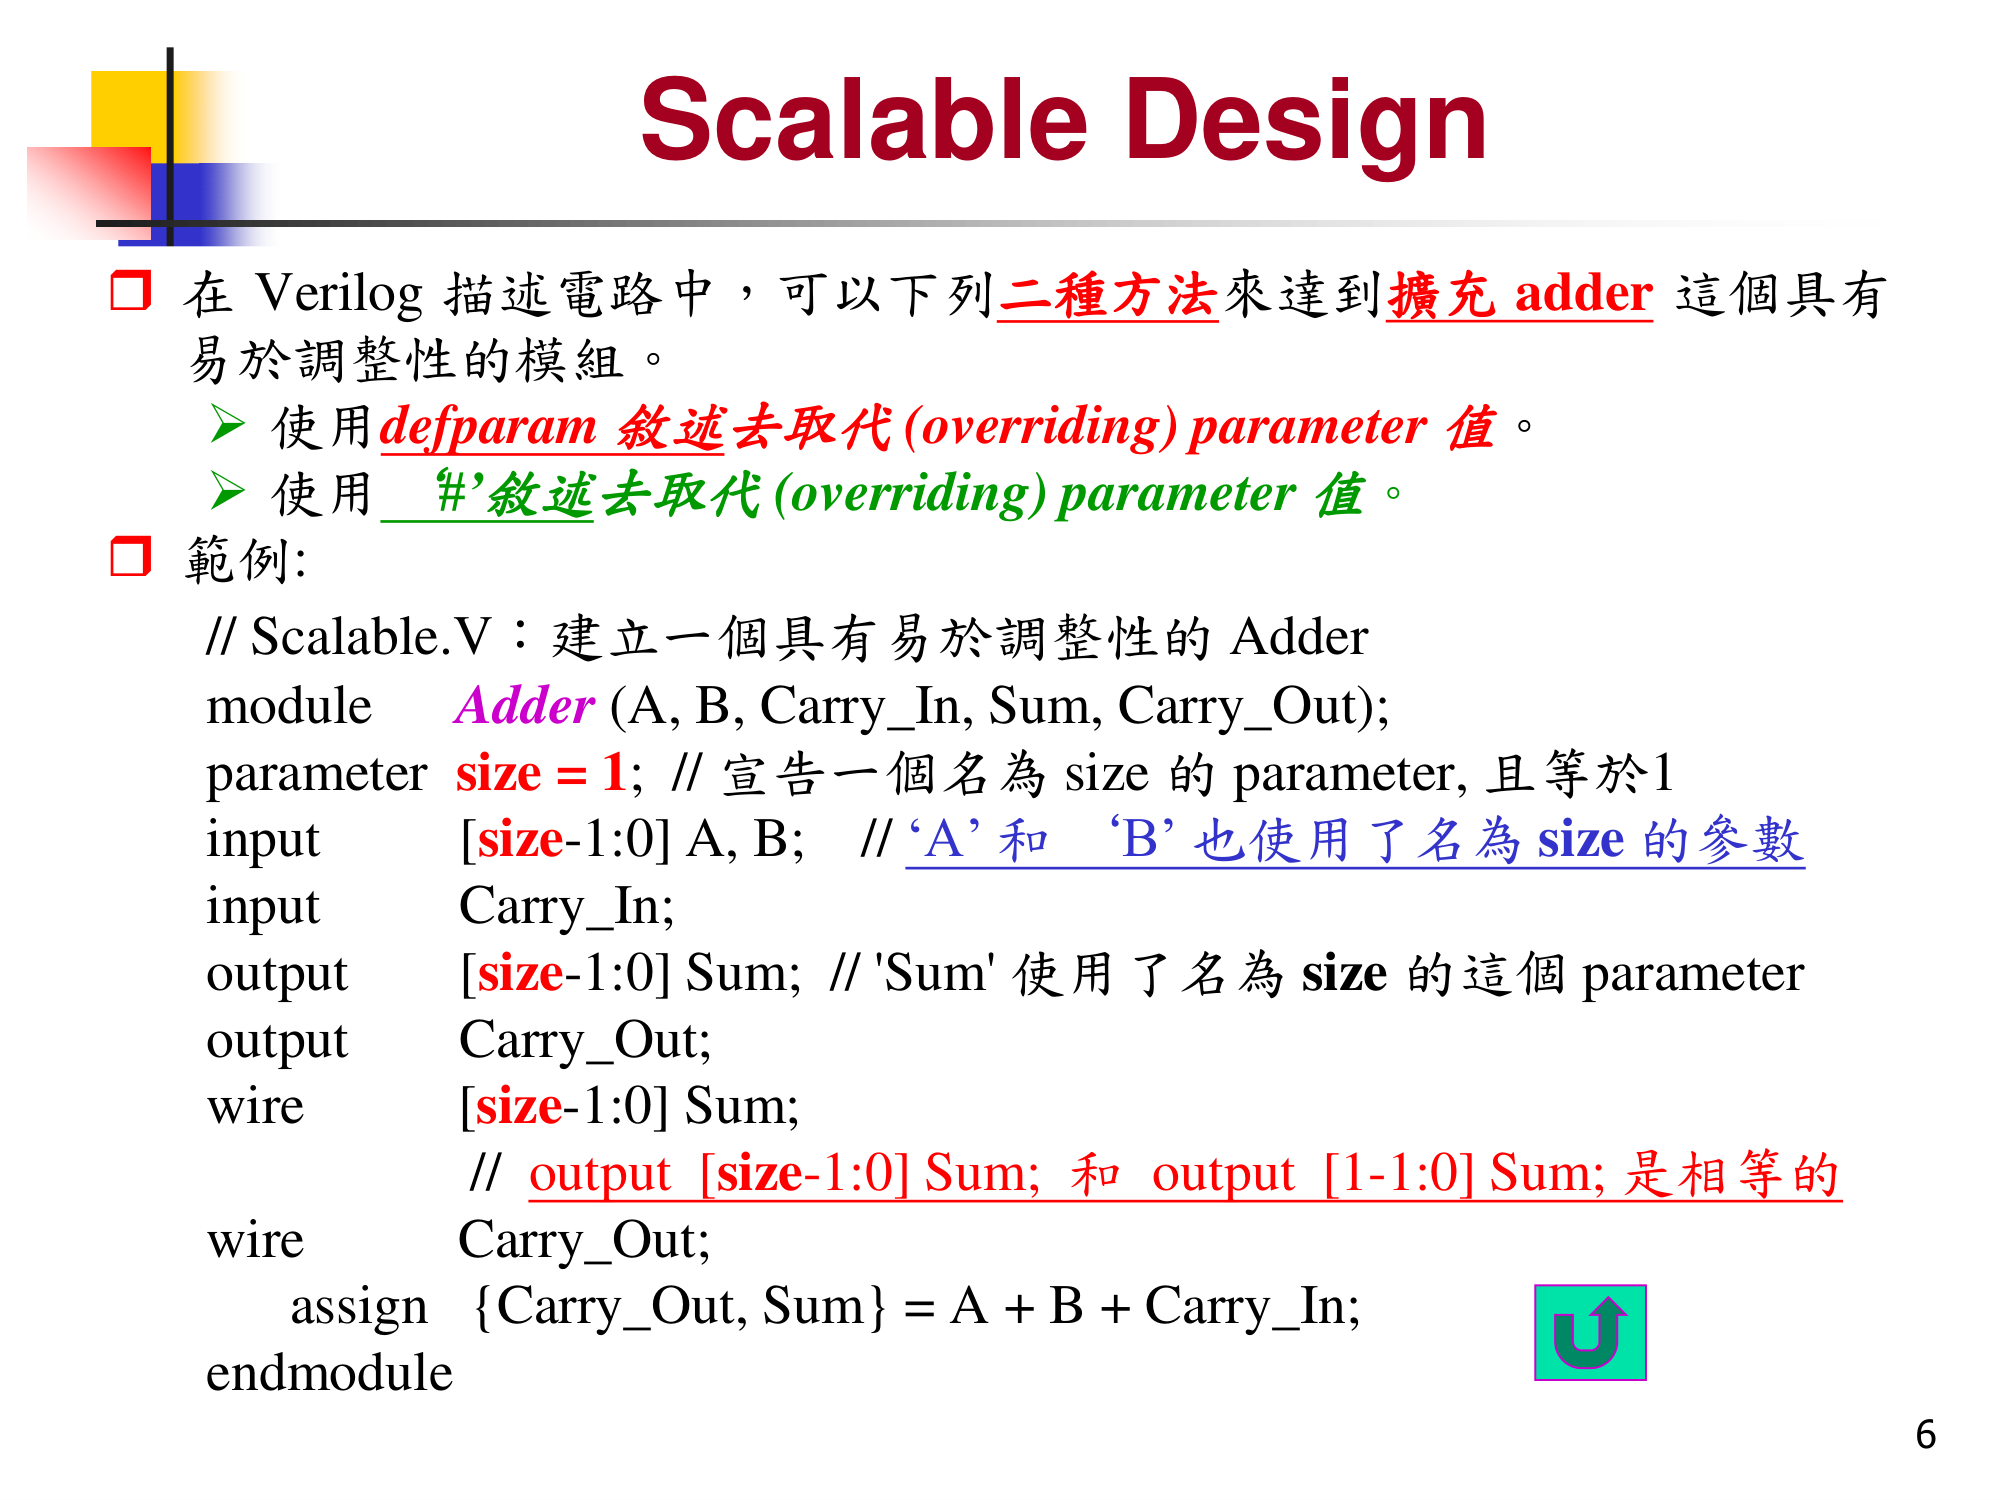 Scalable Design
在 Verilog 描述電路中，可以下列二種方法來達到擴充 adder 這個具有
易於調整性的模組。
使用defparam 敘述去取代 (overriding) parameter 值。
使用 ‘#’敘述去取代 (overriding) parameter 值。
範例:
// Scalable.V：建立一個具有易於調整性的 Adder
module Adder (A, B, Carry_In, Sum, Carry_Out);
parameter size = 1; // 宣告一個名為 size 的 parameter, 且等於1
input [size-1:0] A, B; // ‘A’ 和 ‘B’ 也使用了名為 size 的參數
input Carry_In;
output [size-1:0] Sum; // 'Sum' 使用了名為 size 的這個 parameter
output Carry_Out;
wire [size-1:0] Sum;
// output [size-1:0] Sum; 和 output [1-1:0] Sum; 是相等的
wire Carry_Out;
assign {Carry_Out, Sum} = A + B + Carry_In;
endmodule
6